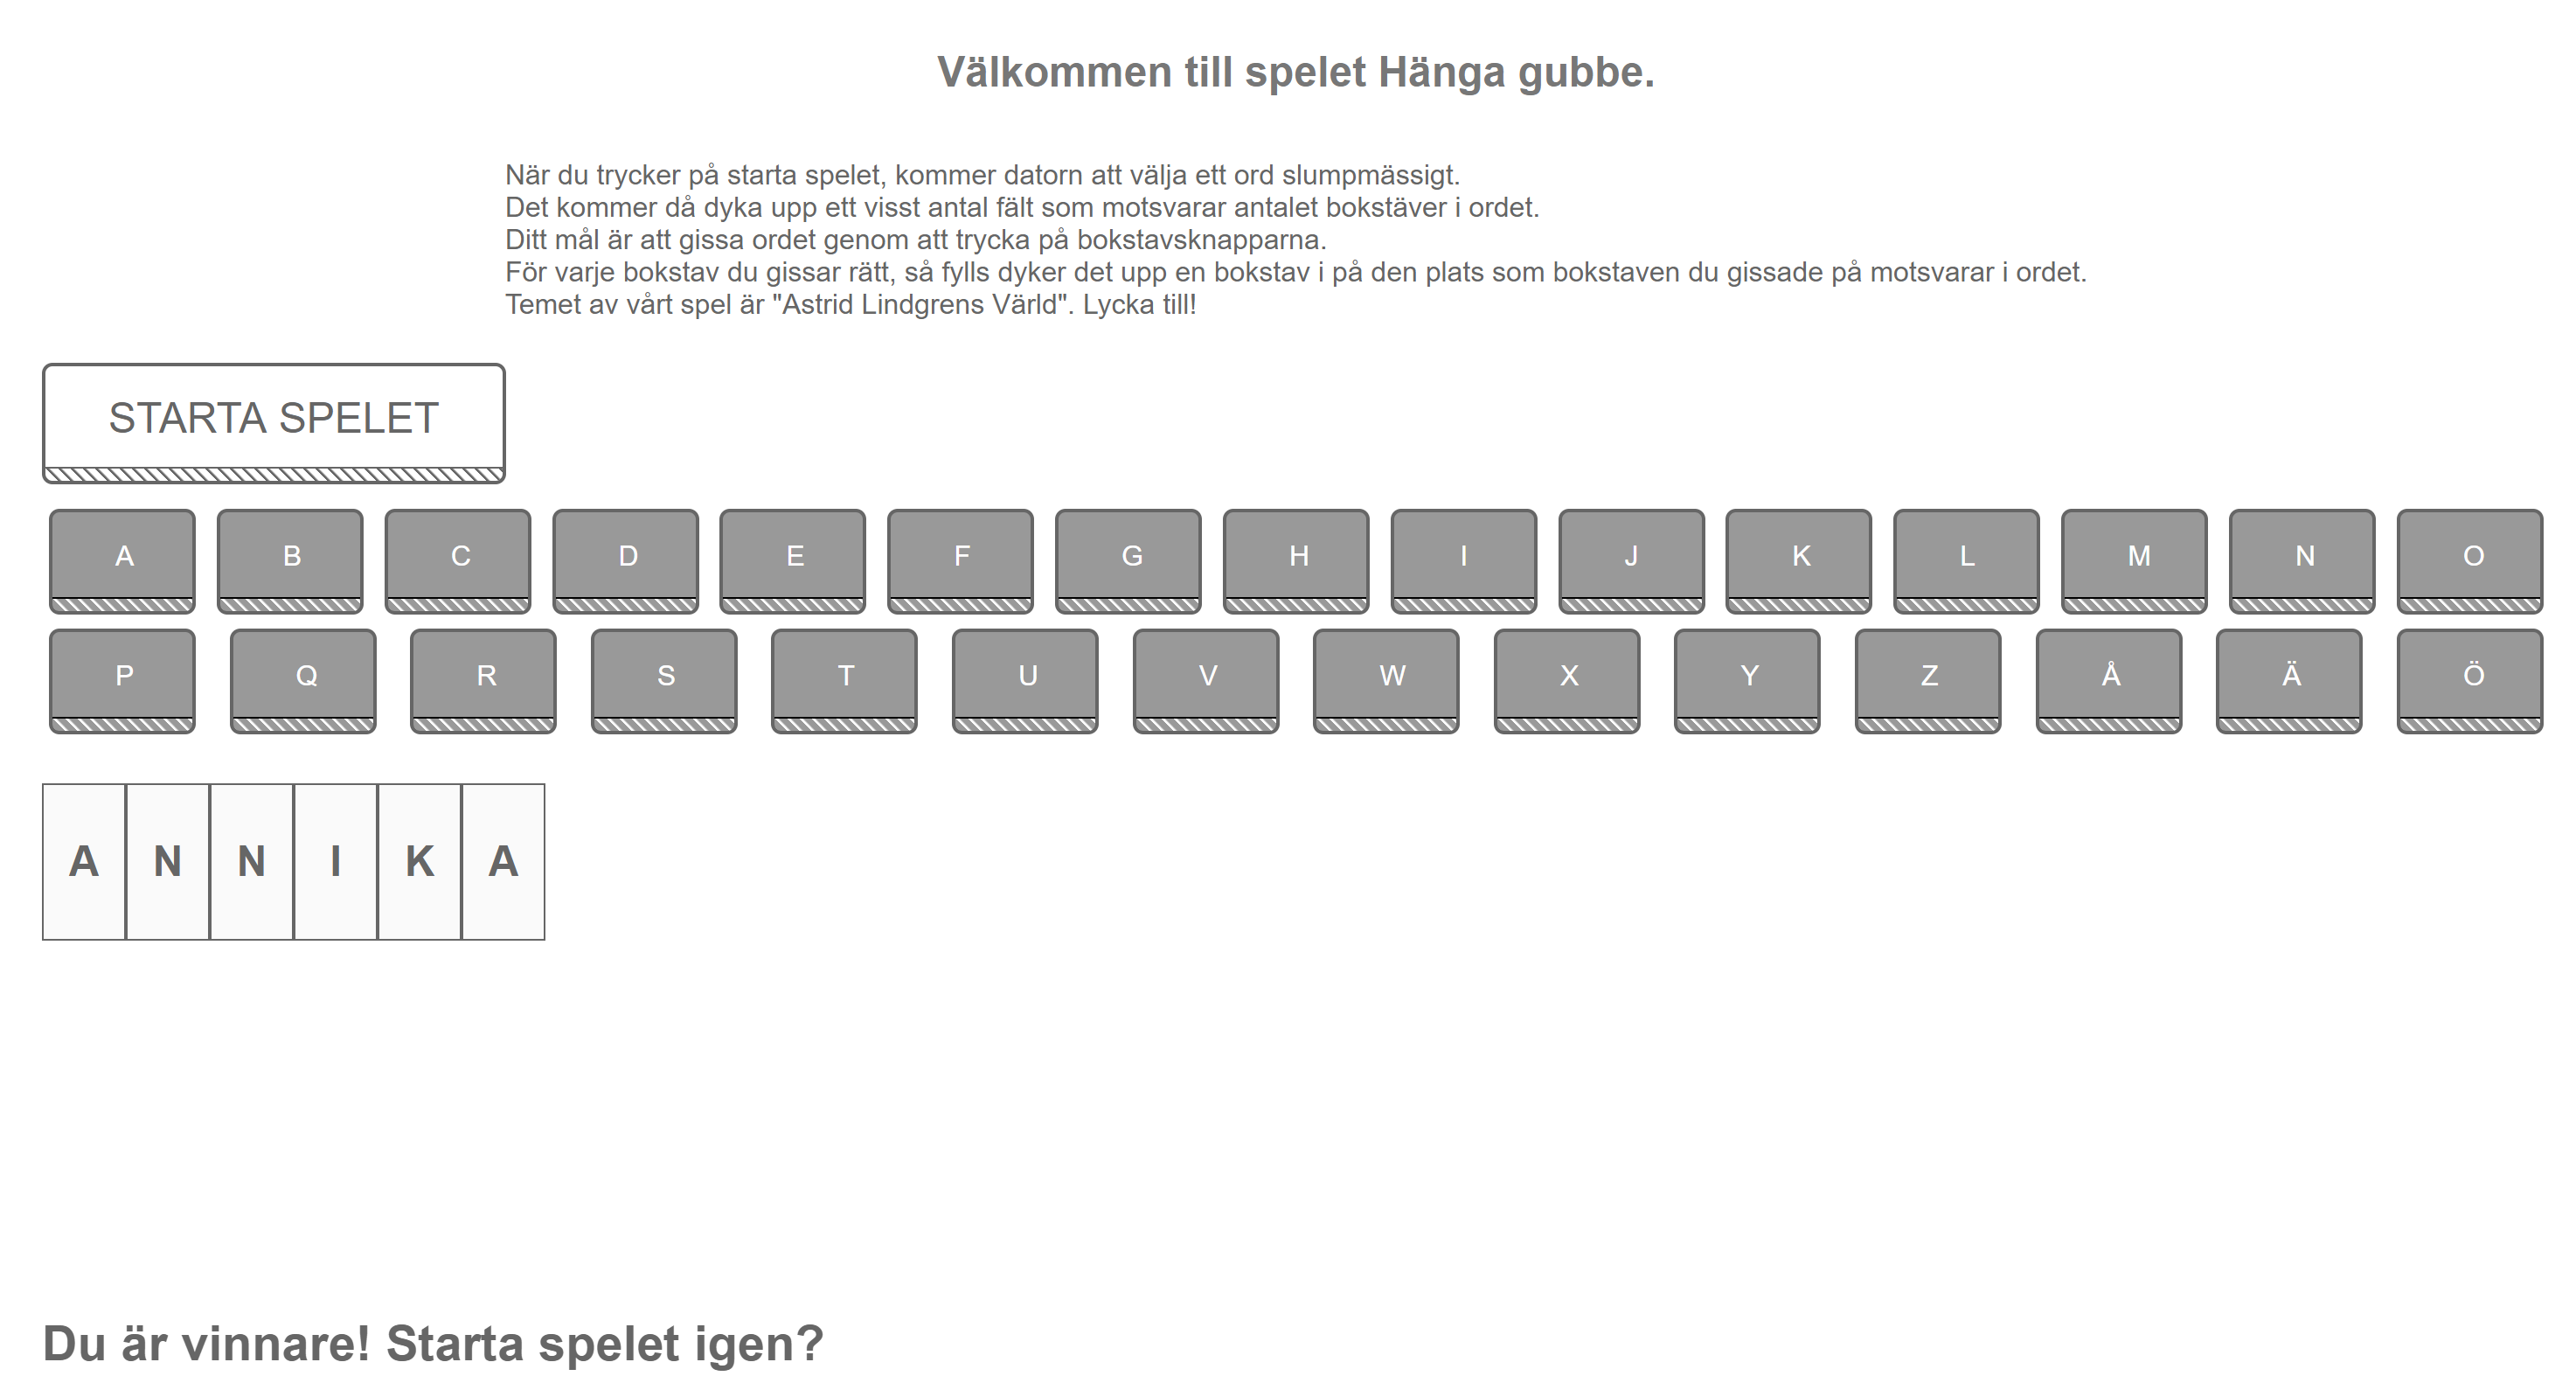 Välkommen till spelet Hänga gubbe.
När du trycker på starta spelet, kommer datorn att välja ett ord slumpmässigt.
Det kommer då dyka upp ett visst antal fält som motsvarar antalet bokstäver i ordet.
Ditt mål är att gissa ordet genom att trycka på bokstavsknapparna.
För varje bokstav du gissar rätt, så fylls dyker det upp en bokstav i på den plats som bokstaven du gissade på motsvarar i ordet.
Temet av vårt spel är "Astrid Lindgrens Värld". Lycka till!
STARTA SPELET
A B C D E F G H I J K L M N O
P Q R S T U V W X Y Z Å Ä Ö
A N N I K A
Du är vinnare! Starta spelet igen?